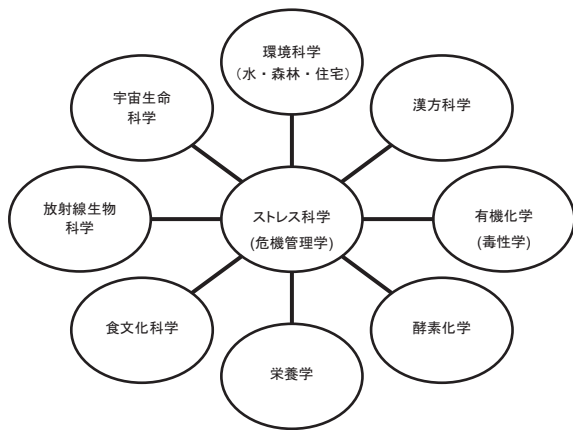 環境科学
（水・森林・住宅）
宇宙生命
科学
漢方科学
放射線生物
科学
ストレス科学
(危機管理学)
有機化学
(毒性学)
食文化科学
酵素化学
栄養学